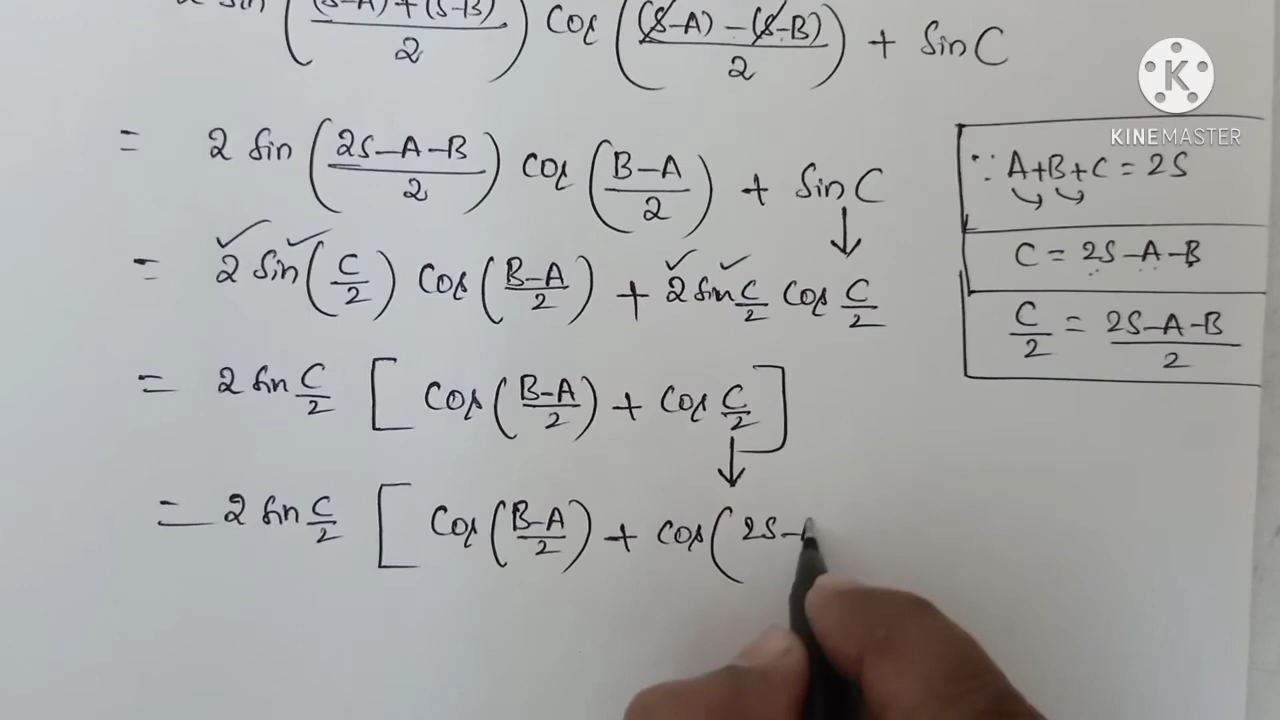 2 Sin ( (S-A) + (S-B) / 2 ) Cos ( (S-A) - (S-B) / 2 ) + Sin C
= 2 Sin ( 2S-A-B / 2 ) Cos ( B-A / 2 ) + Sin C
= 2 Sin ( C/2 ) Cos ( B-A / 2 ) + 2 Sin C/2 Cos C/2
= 2 Sin C/2 [ Cos ( B-A / 2 ) + Cos C/2 ]
= 2 Sin C/2 [ Cos ( B-A / 2 ) + Cos ( 2S-
K
KINEMASTER
∵ A+B+C = 2S
C = 2S-A-B
C/2 = 2S-A-B / 2